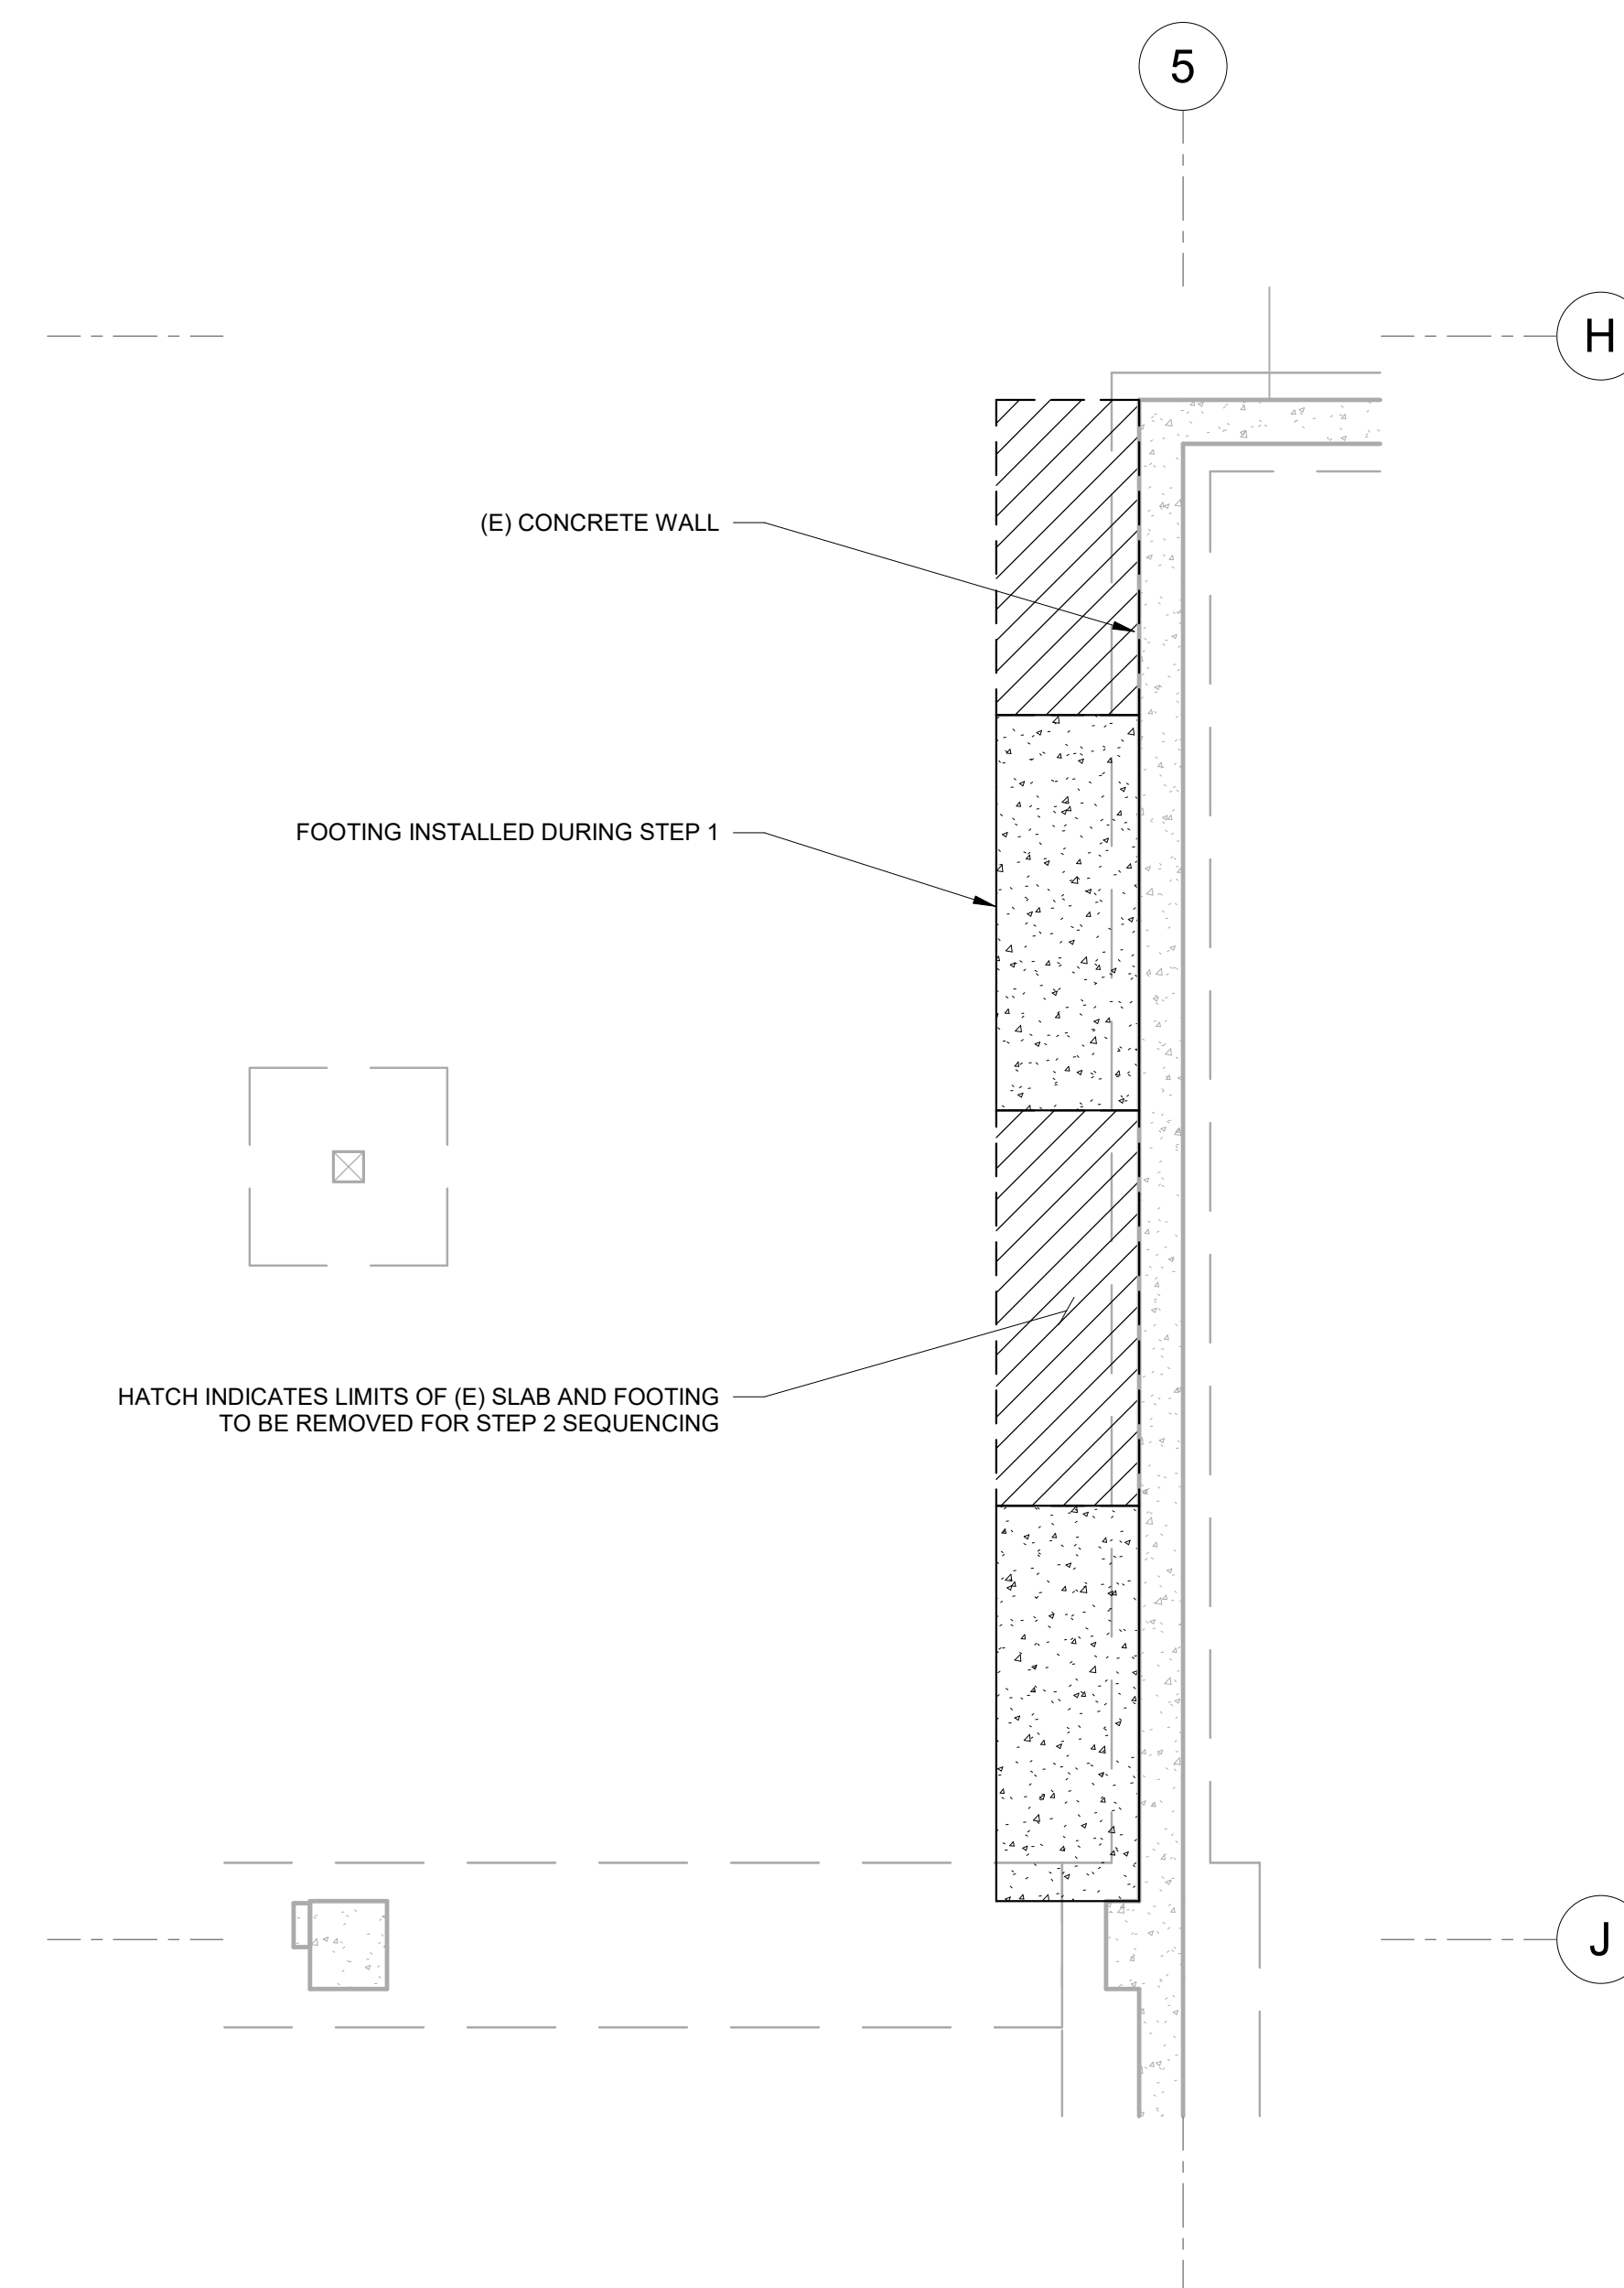 5
H
(E) CONCRETE WALL
FOOTING INSTALLED DURING STEP 1
HATCH INDICATES LIMITS OF (E) SLAB AND FOOTING
TO BE REMOVED FOR STEP 2 SEQUENCING
J